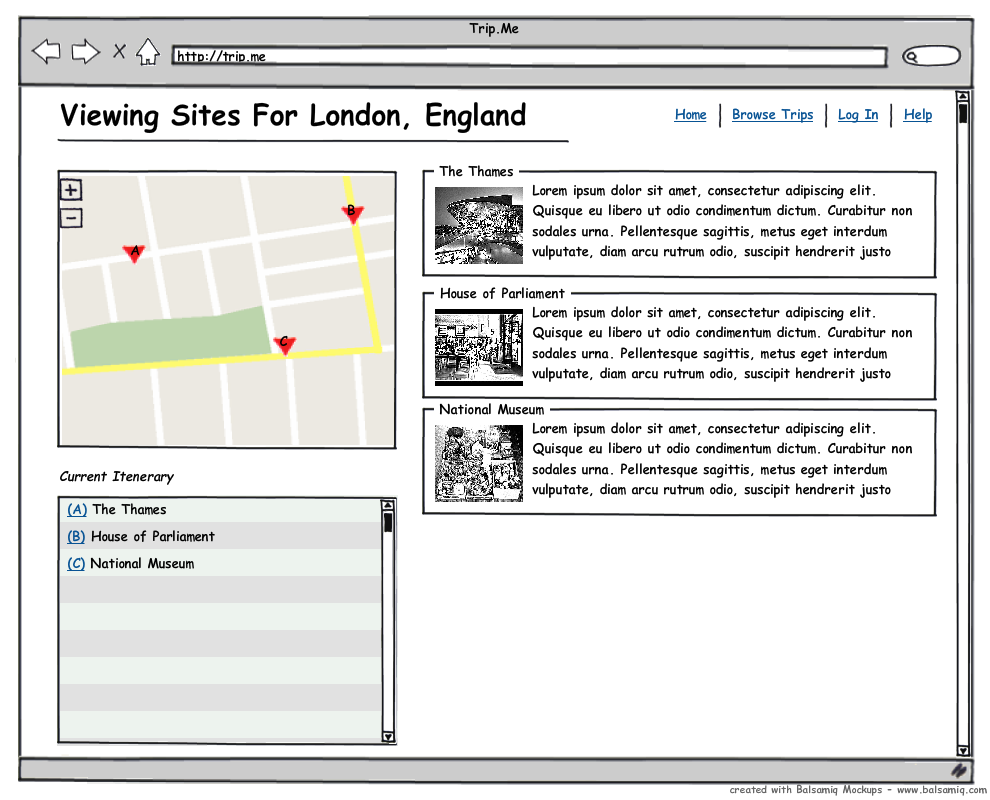 Trip.Me
http://trip.me
Viewing Sites For London, England
Home
Browse Trips
Log In
Help
+
-
A
B
C
Current Itenerary
(A) The Thames
(B) House of Parliament
(C) National Museum
The Thames
Lorem ipsum dolor sit amet, consectetur adipiscing elit.
Quisque eu libero ut odio condimentum dictum. Curabitur non
sodales urna. Pellentesque sagittis, metus eget interdum
vulputate, diam arcu rutrum odio, suscipit hendrerit justo
House of Parliament
Lorem ipsum dolor sit amet, consectetur adipiscing elit.
Quisque eu libero ut odio condimentum dictum. Curabitur non
sodales urna. Pellentesque sagittis, metus eget interdum
vulputate, diam arcu rutrum odio, suscipit hendrerit justo
National Museum
Lorem ipsum dolor sit amet, consectetur adipiscing elit.
Quisque eu libero ut odio condimentum dictum. Curabitur non
sodales urna. Pellentesque sagittis, metus eget interdum
vulputate, diam arcu rutrum odio, suscipit hendrerit justo
created with Balsamiq Mockups - www.balsamiq.com